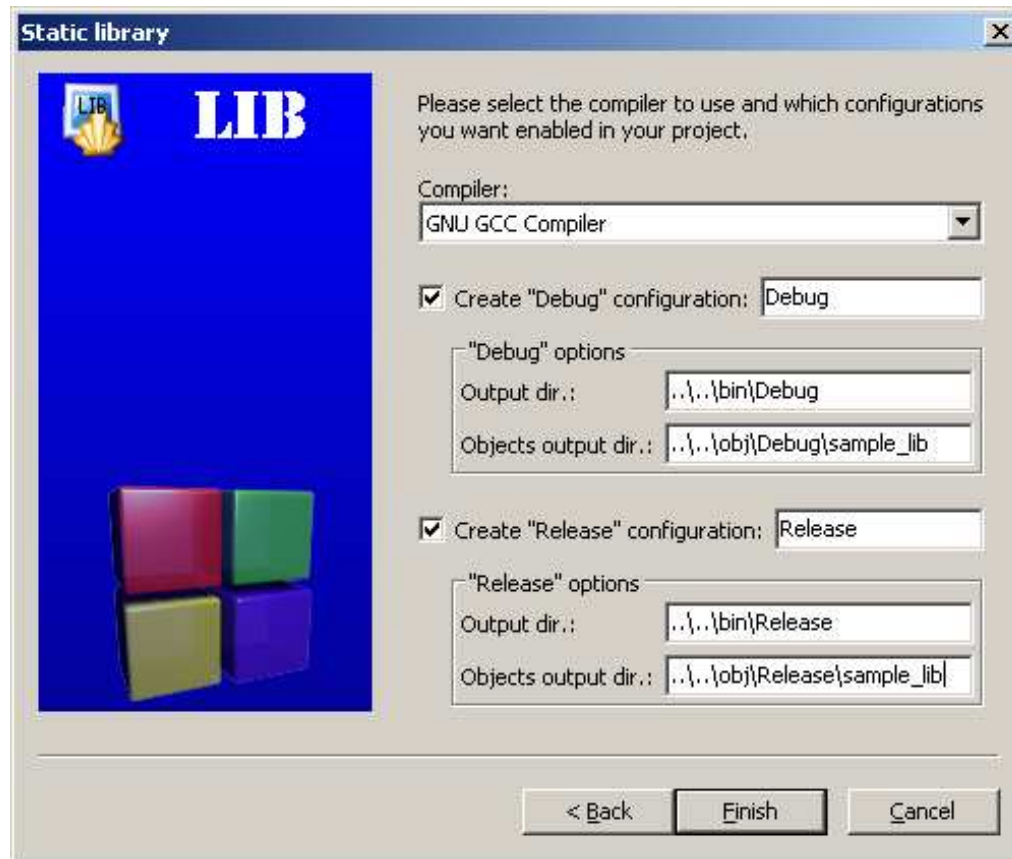 Static library
LIB
LIB
Please select the compiler to use and which configurations
you want enabled in your project.
Compiler:
GNU GCC Compiler
Create "Debug" configuration: Debug
"Debug" options
Output dir.: ..\..\bin\Debug
Objects output dir.: ..\..\obj\Debug\sample_lib
Create "Release" configuration: Release
"Release" options
Output dir.: ..\..\bin\Release
Objects output dir.: ..\..\obj\Release\sample_lib
< Back Finish Cancel